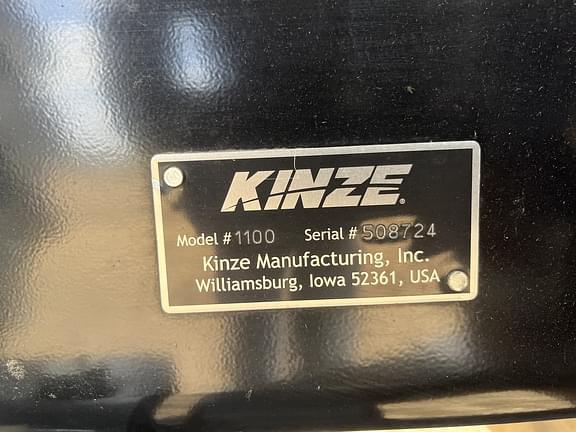 KINZE®
Model # 1100 Serial # 508724
Kinze Manufacturing, Inc.
Williamsburg, Iowa 52361, USA